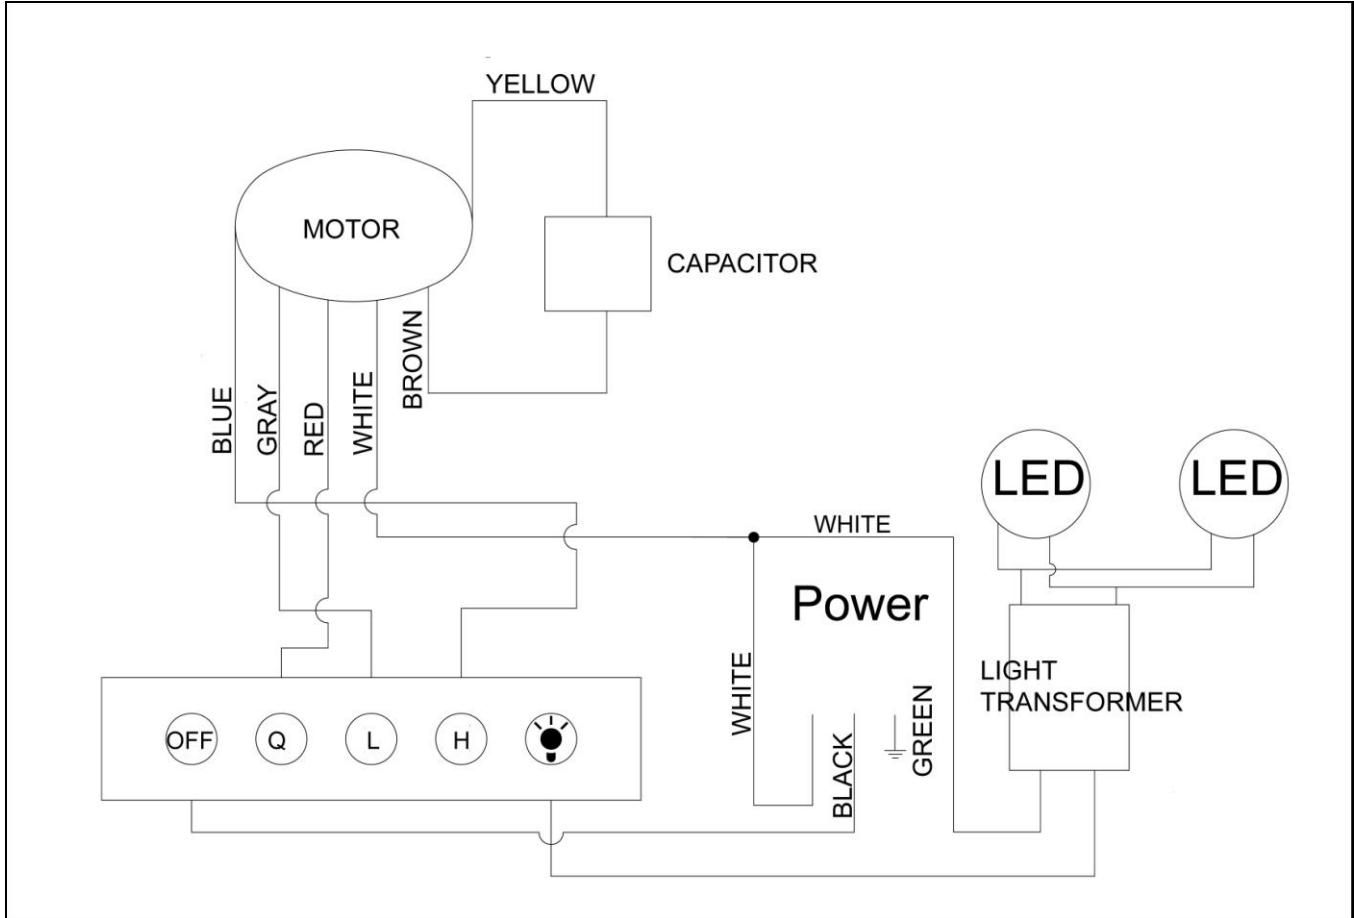 YELLOW
MOTOR
CAPACITOR
BLUE
GRAY
RED
WHITE
BROWN
LED
LED
WHITE
Power
WHITE
BLACK
GREEN
LIGHT
TRANSFORMER
OFF
Q
L
H